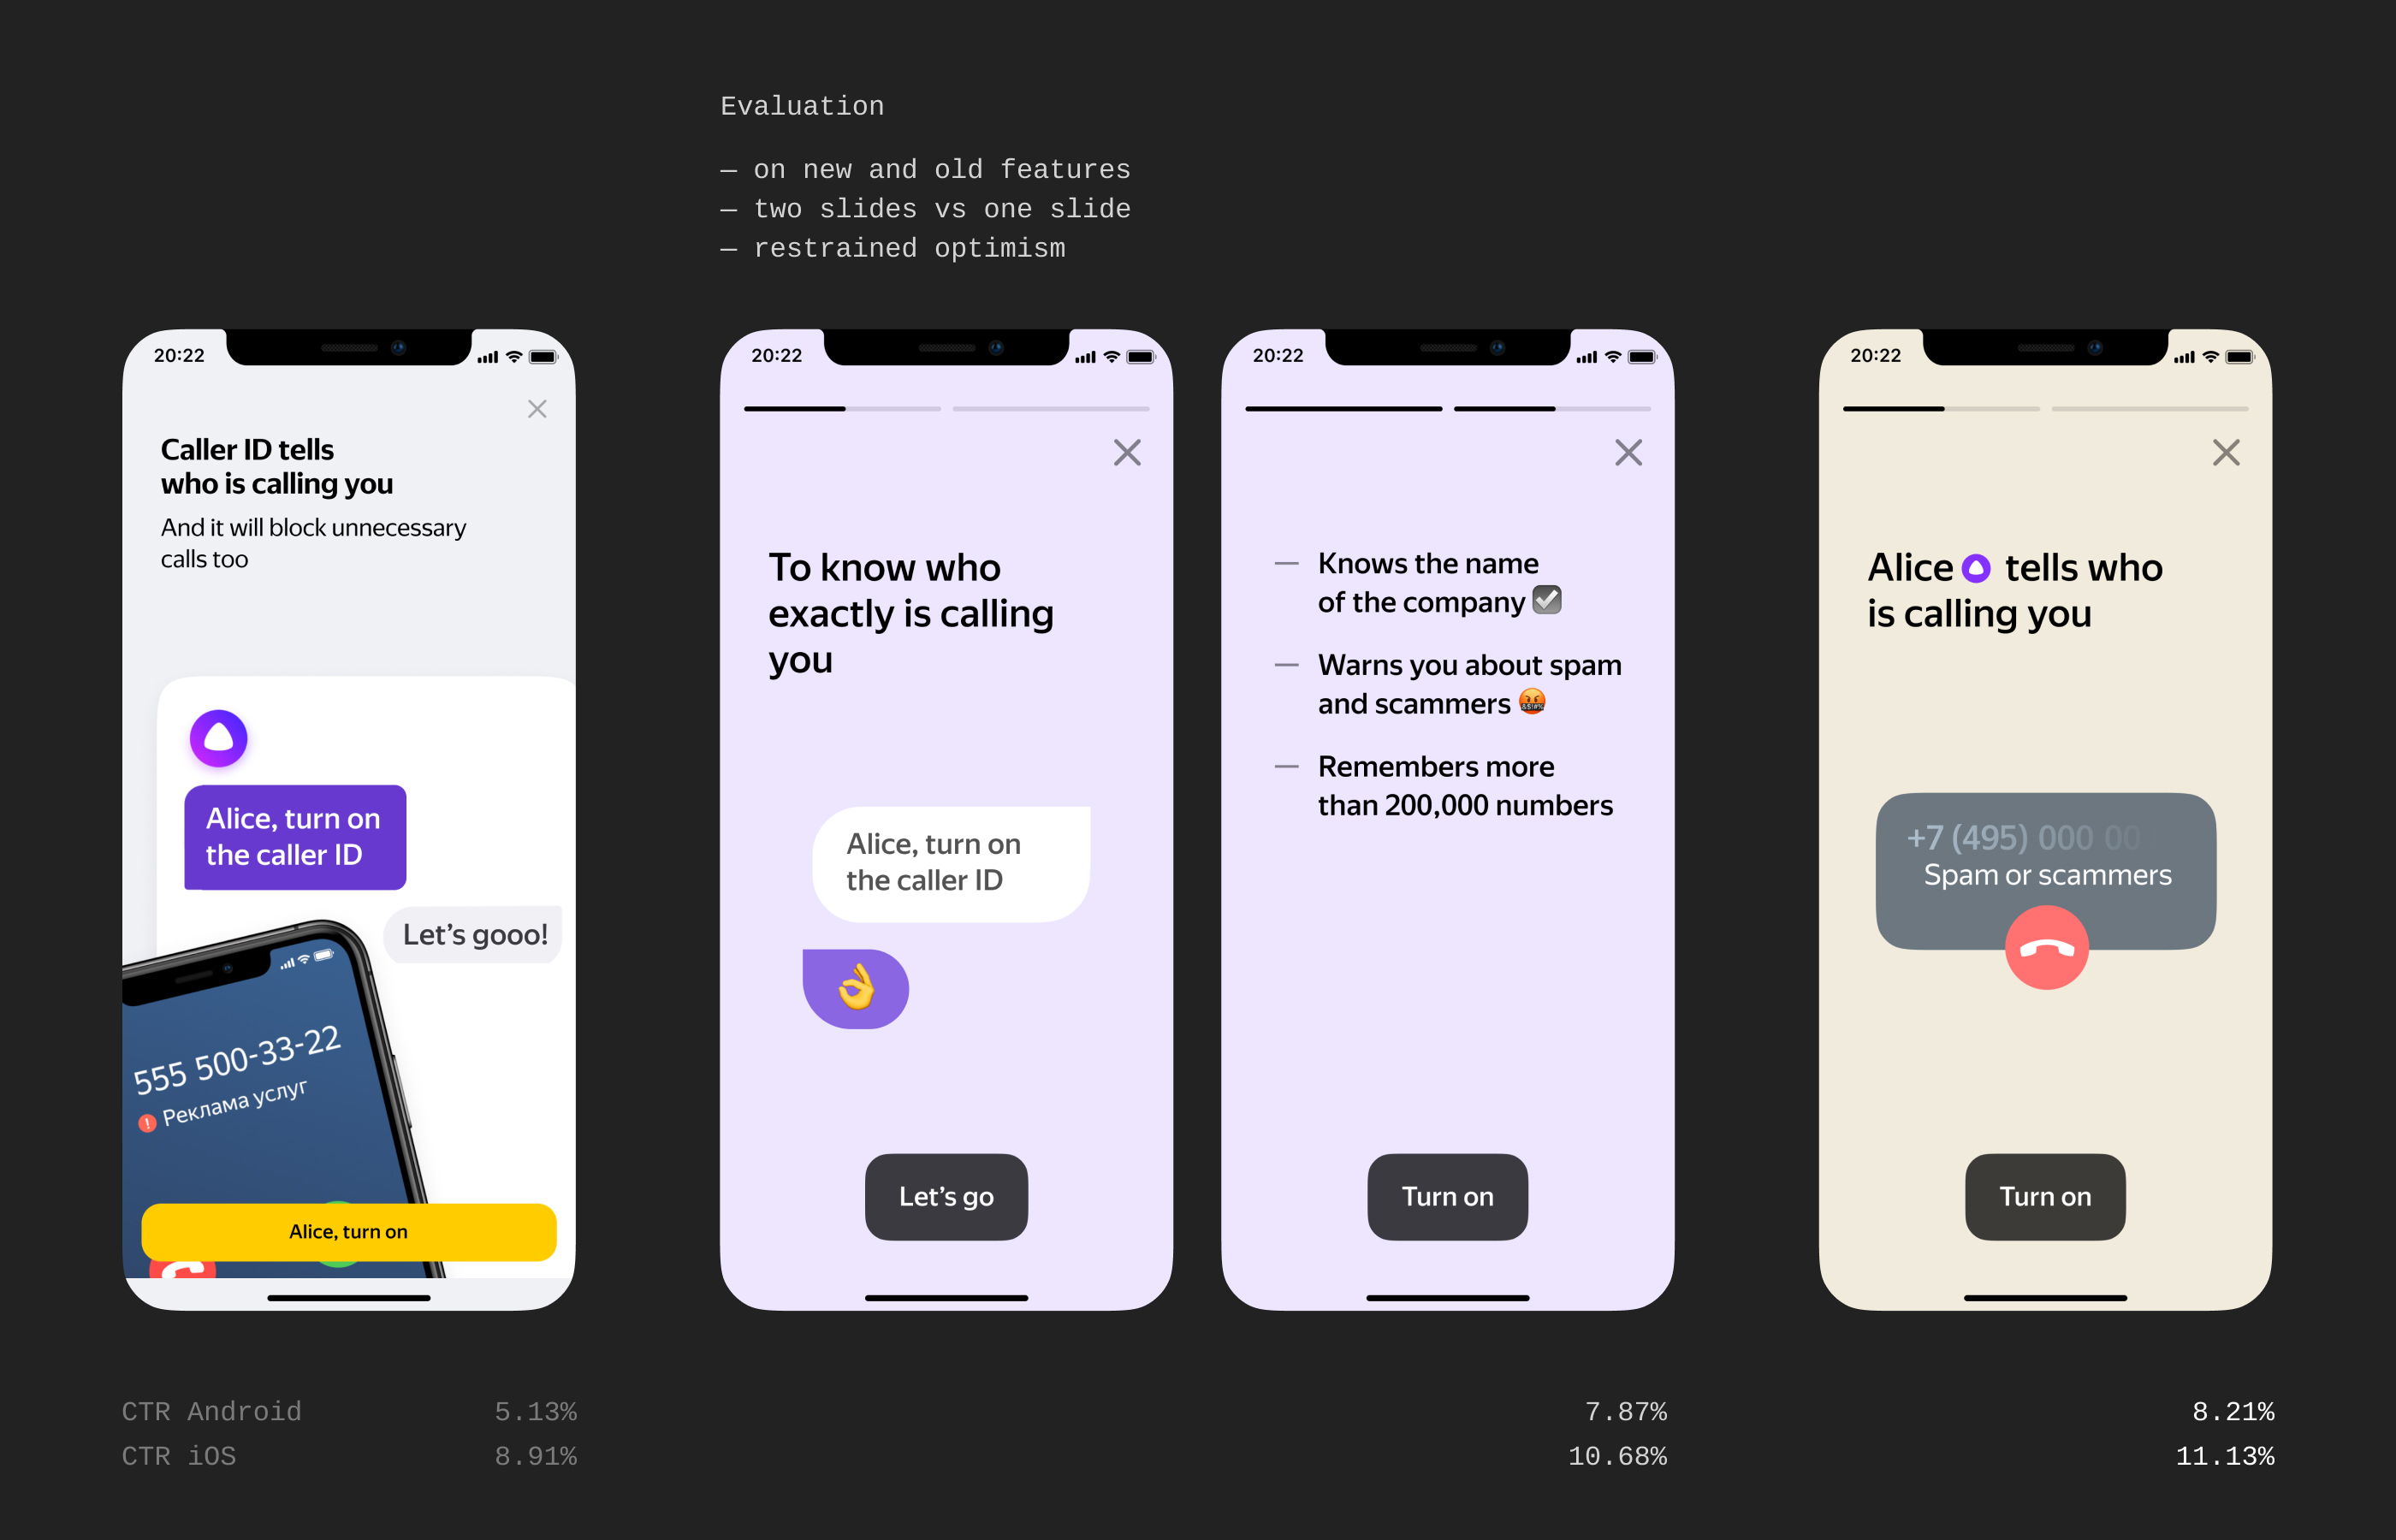 Evaluation
— on new and old features
— two slides vs one slide
— restrained optimism
20:22
Caller ID tells
who is calling you
And it will block unnecessary
calls too
Alice, turn on
the caller ID
Let's gooo!
555 500-33-22
Реклама услуг
Alice, turn on
20:22
To know who
exactly is calling
you
Alice, turn on
the caller ID
Let's go
20:22
— Knows the name
of the company
— Warns you about spam
and scammers
— Remembers more
than 200,000 numbers
Turn on
20:22
Alice tells who
is calling you
+7 (495) 000 00
Spam or scammers
Turn on
CTR Android 5.13% 7.87% 8.21%
CTR iOS 8.91% 10.68% 11.13%